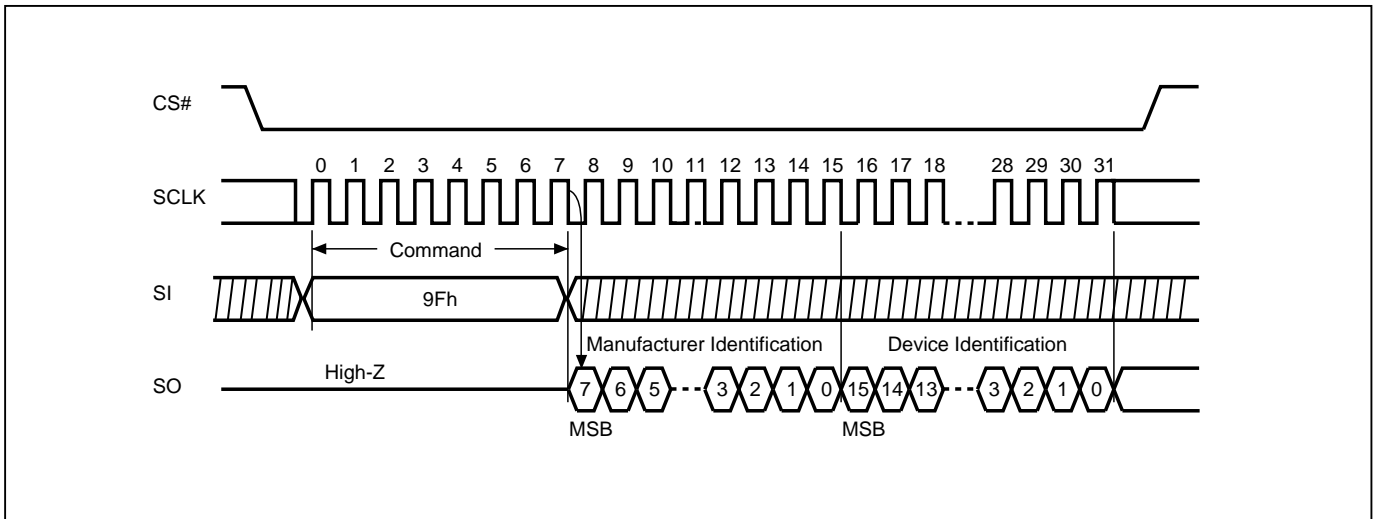 CS#
0 1 2 3 4 5 6 7 8 9 10 11 12 13 14 15 16 17 18 28 29 30 31
SCLK
Command
SI
9Fh
Manufacturer Identification Device Identification
High-Z
SO
7 6 5 3 2 1 0 15 14 13 3 2 1 0
MSB MSB